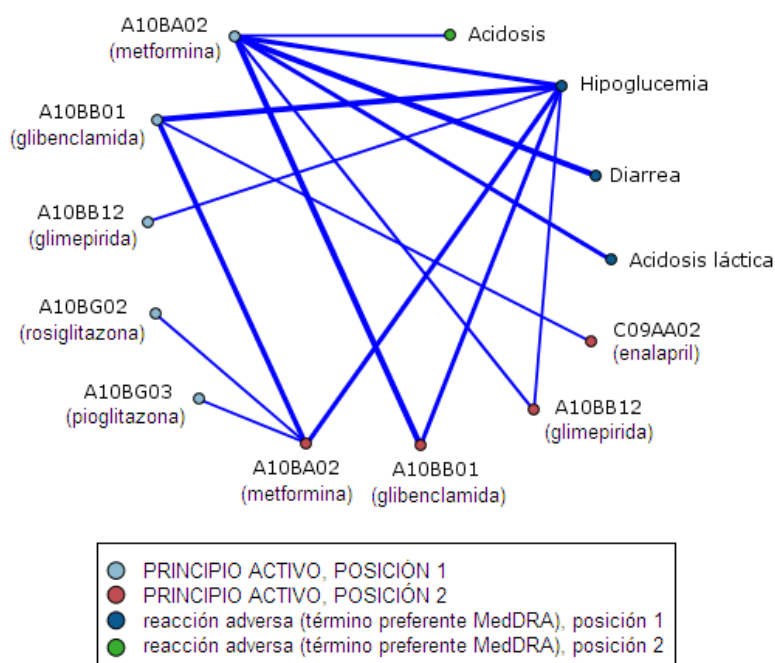 A10BA02
(metformina)
Acidosis
Hipoglucemia
A10BB01
(glibenclamida)
Diarrea
A10BB12
(glimepirida)
Acidosis láctica
A10BG02
(rosiglitazona)
C09AA02
(enalapril)
A10BG03
(pioglitazona)
A10BB12
(glimepirida)
A10BA02
(metformina)
A10BB01
(glibenclamida)
PRINCIPIO ACTIVO, POSICIÓN 1
PRINCIPIO ACTIVO, POSICIÓN 2
reacción adversa (término preferente MedDRA), posición 1
reacción adversa (término preferente MedDRA), posición 2